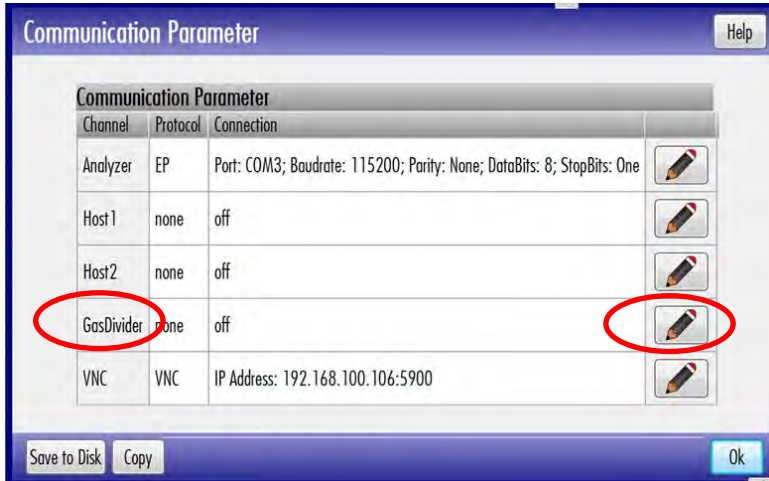 Communication Parameter
Help
Communication Parameter
Channel Protocol Connection
Analyzer EP Port: COM3; Baudrate: 115200; Parity: None; DataBits: 8; StopBits: One
Host1 none off
Host2 none off
GasDivider none off
VNC VNC IP Address: 192.168.100.106:5900
Save to Disk Copy Ok